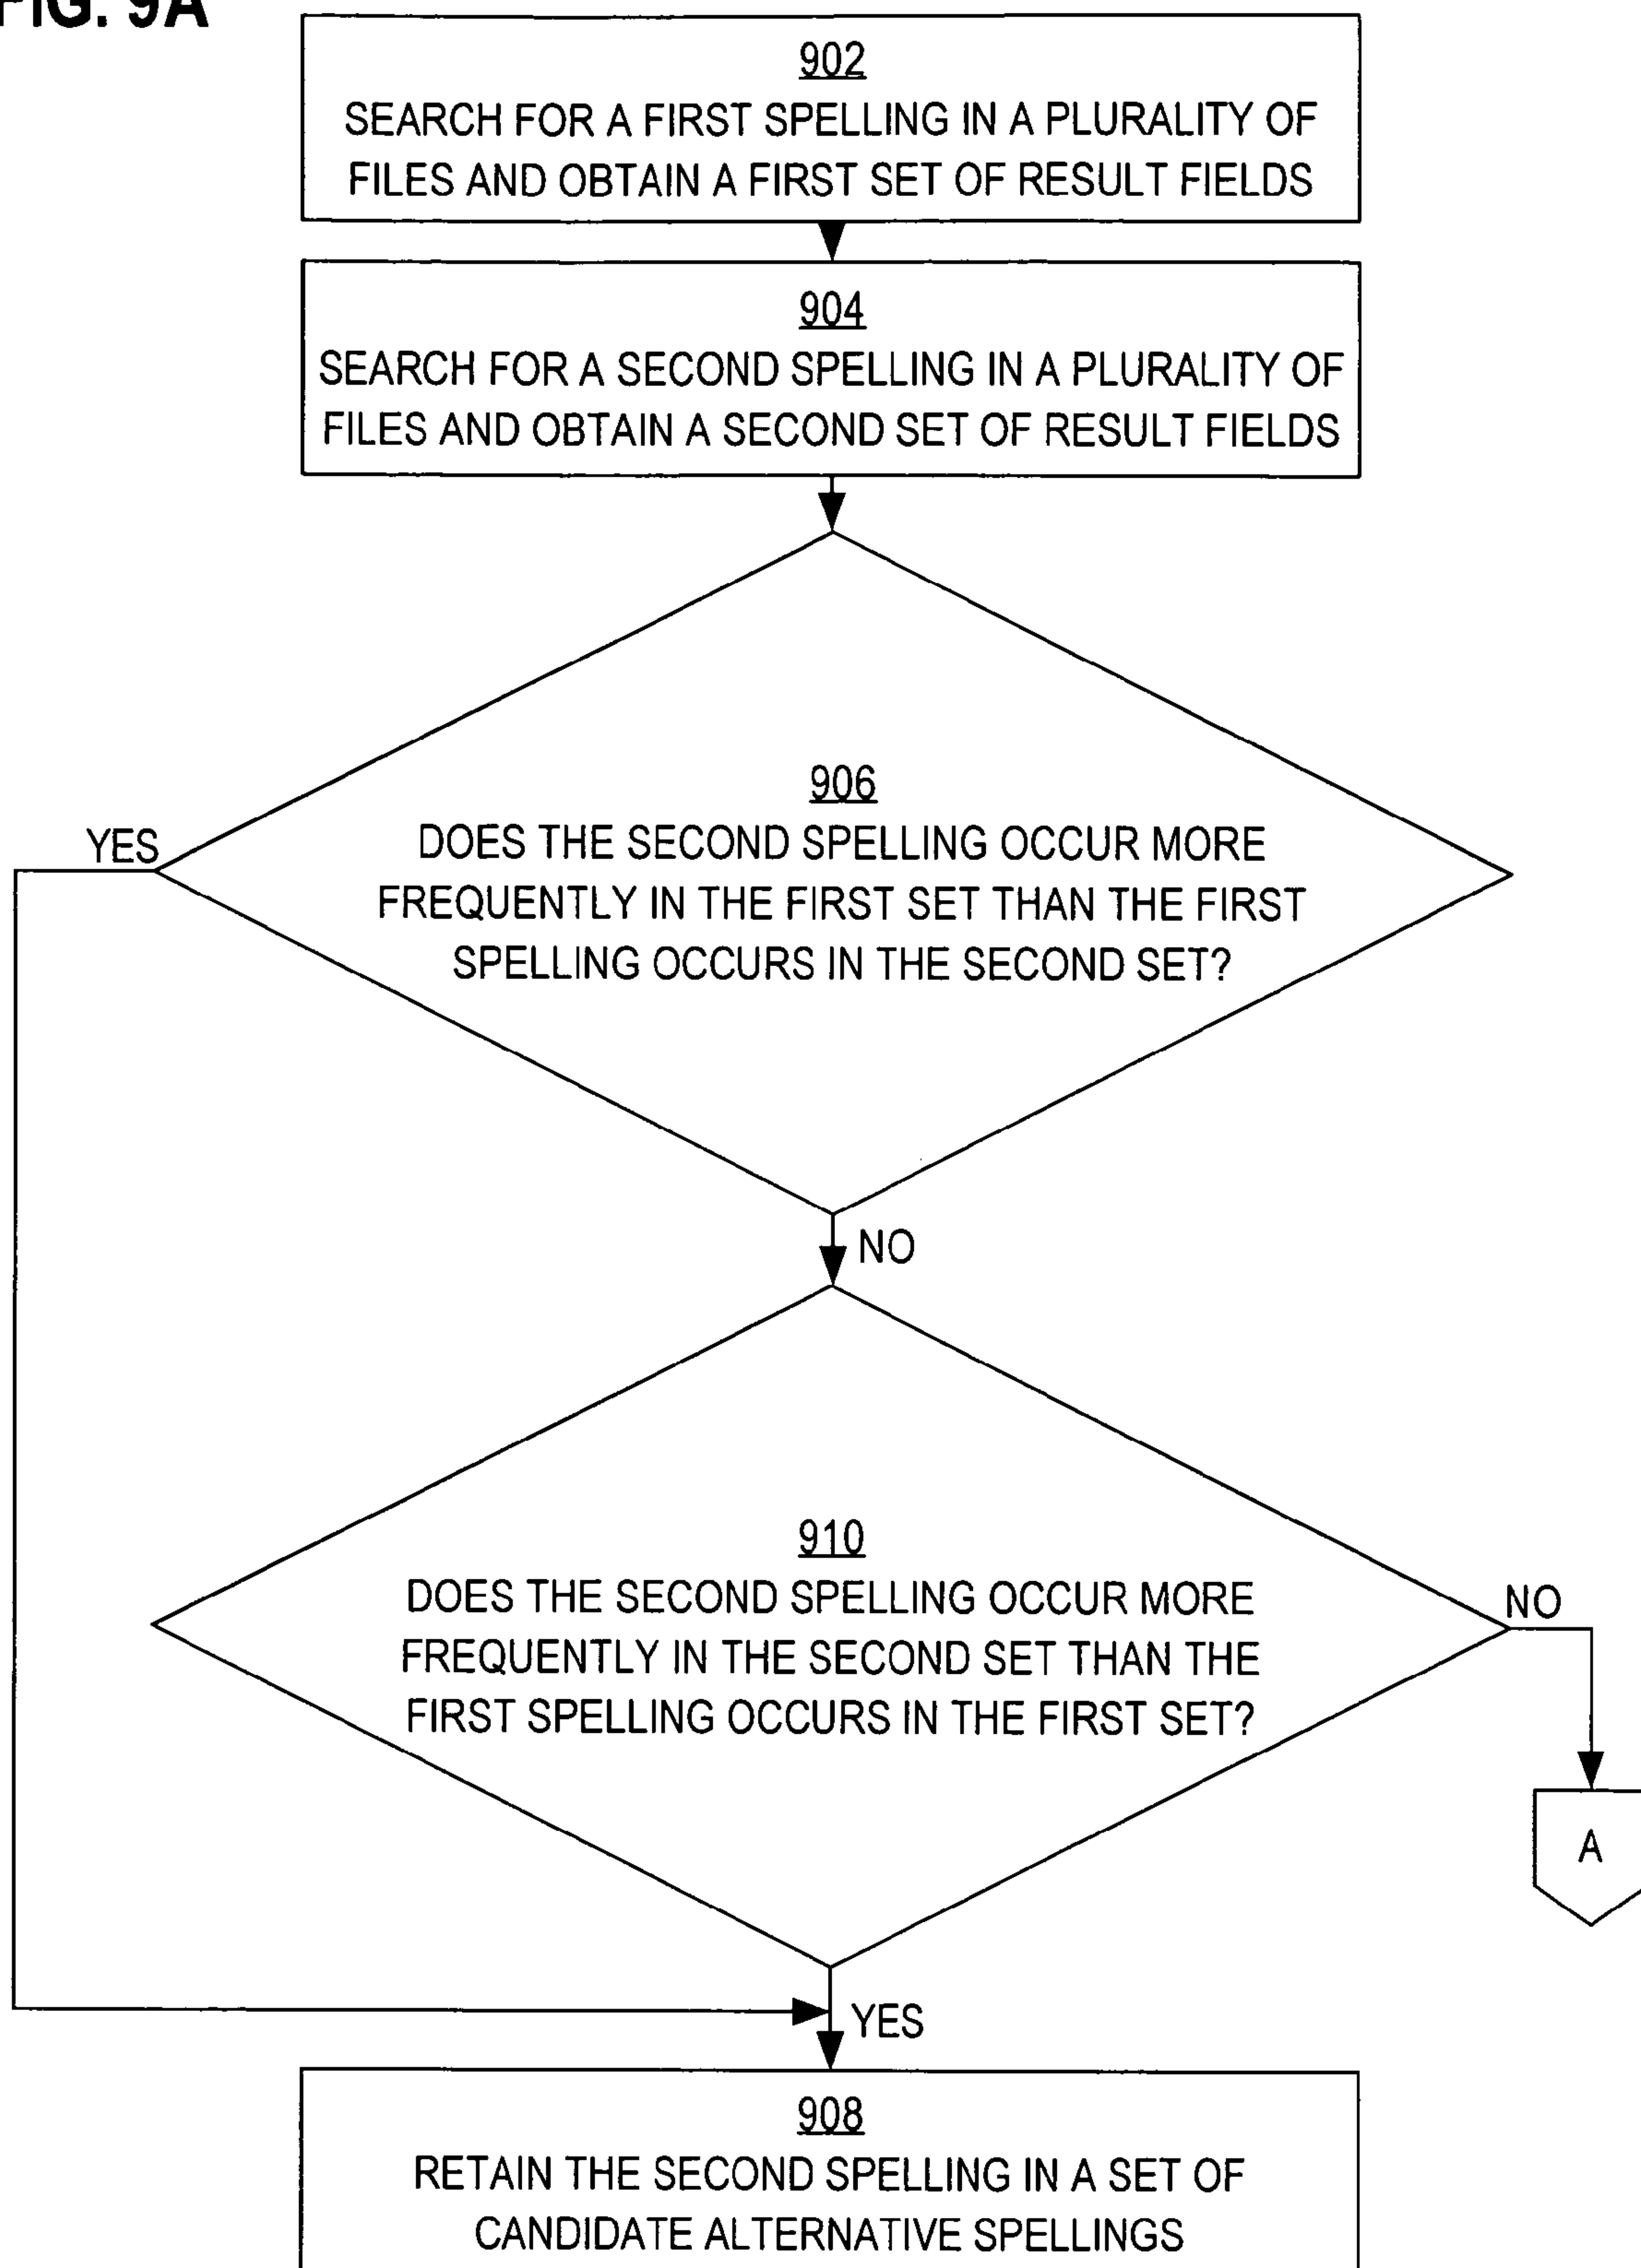 FIG. 9A
902
SEARCH FOR A FIRST SPELLING IN A PLURALITY OF
FILES AND OBTAIN A FIRST SET OF RESULT FIELDS
904
SEARCH FOR A SECOND SPELLING IN A PLURALITY OF
FILES AND OBTAIN A SECOND SET OF RESULT FIELDS
906
DOES THE SECOND SPELLING OCCUR MORE
FREQUENTLY IN THE FIRST SET THAN THE FIRST
SPELLING OCCURS IN THE SECOND SET?
YES
NO
910
DOES THE SECOND SPELLING OCCUR MORE
FREQUENTLY IN THE SECOND SET THAN THE
FIRST SPELLING OCCURS IN THE FIRST SET?
NO
A
YES
908
RETAIN THE SECOND SPELLING IN A SET OF
CANDIDATE ALTERNATIVE SPELLINGS